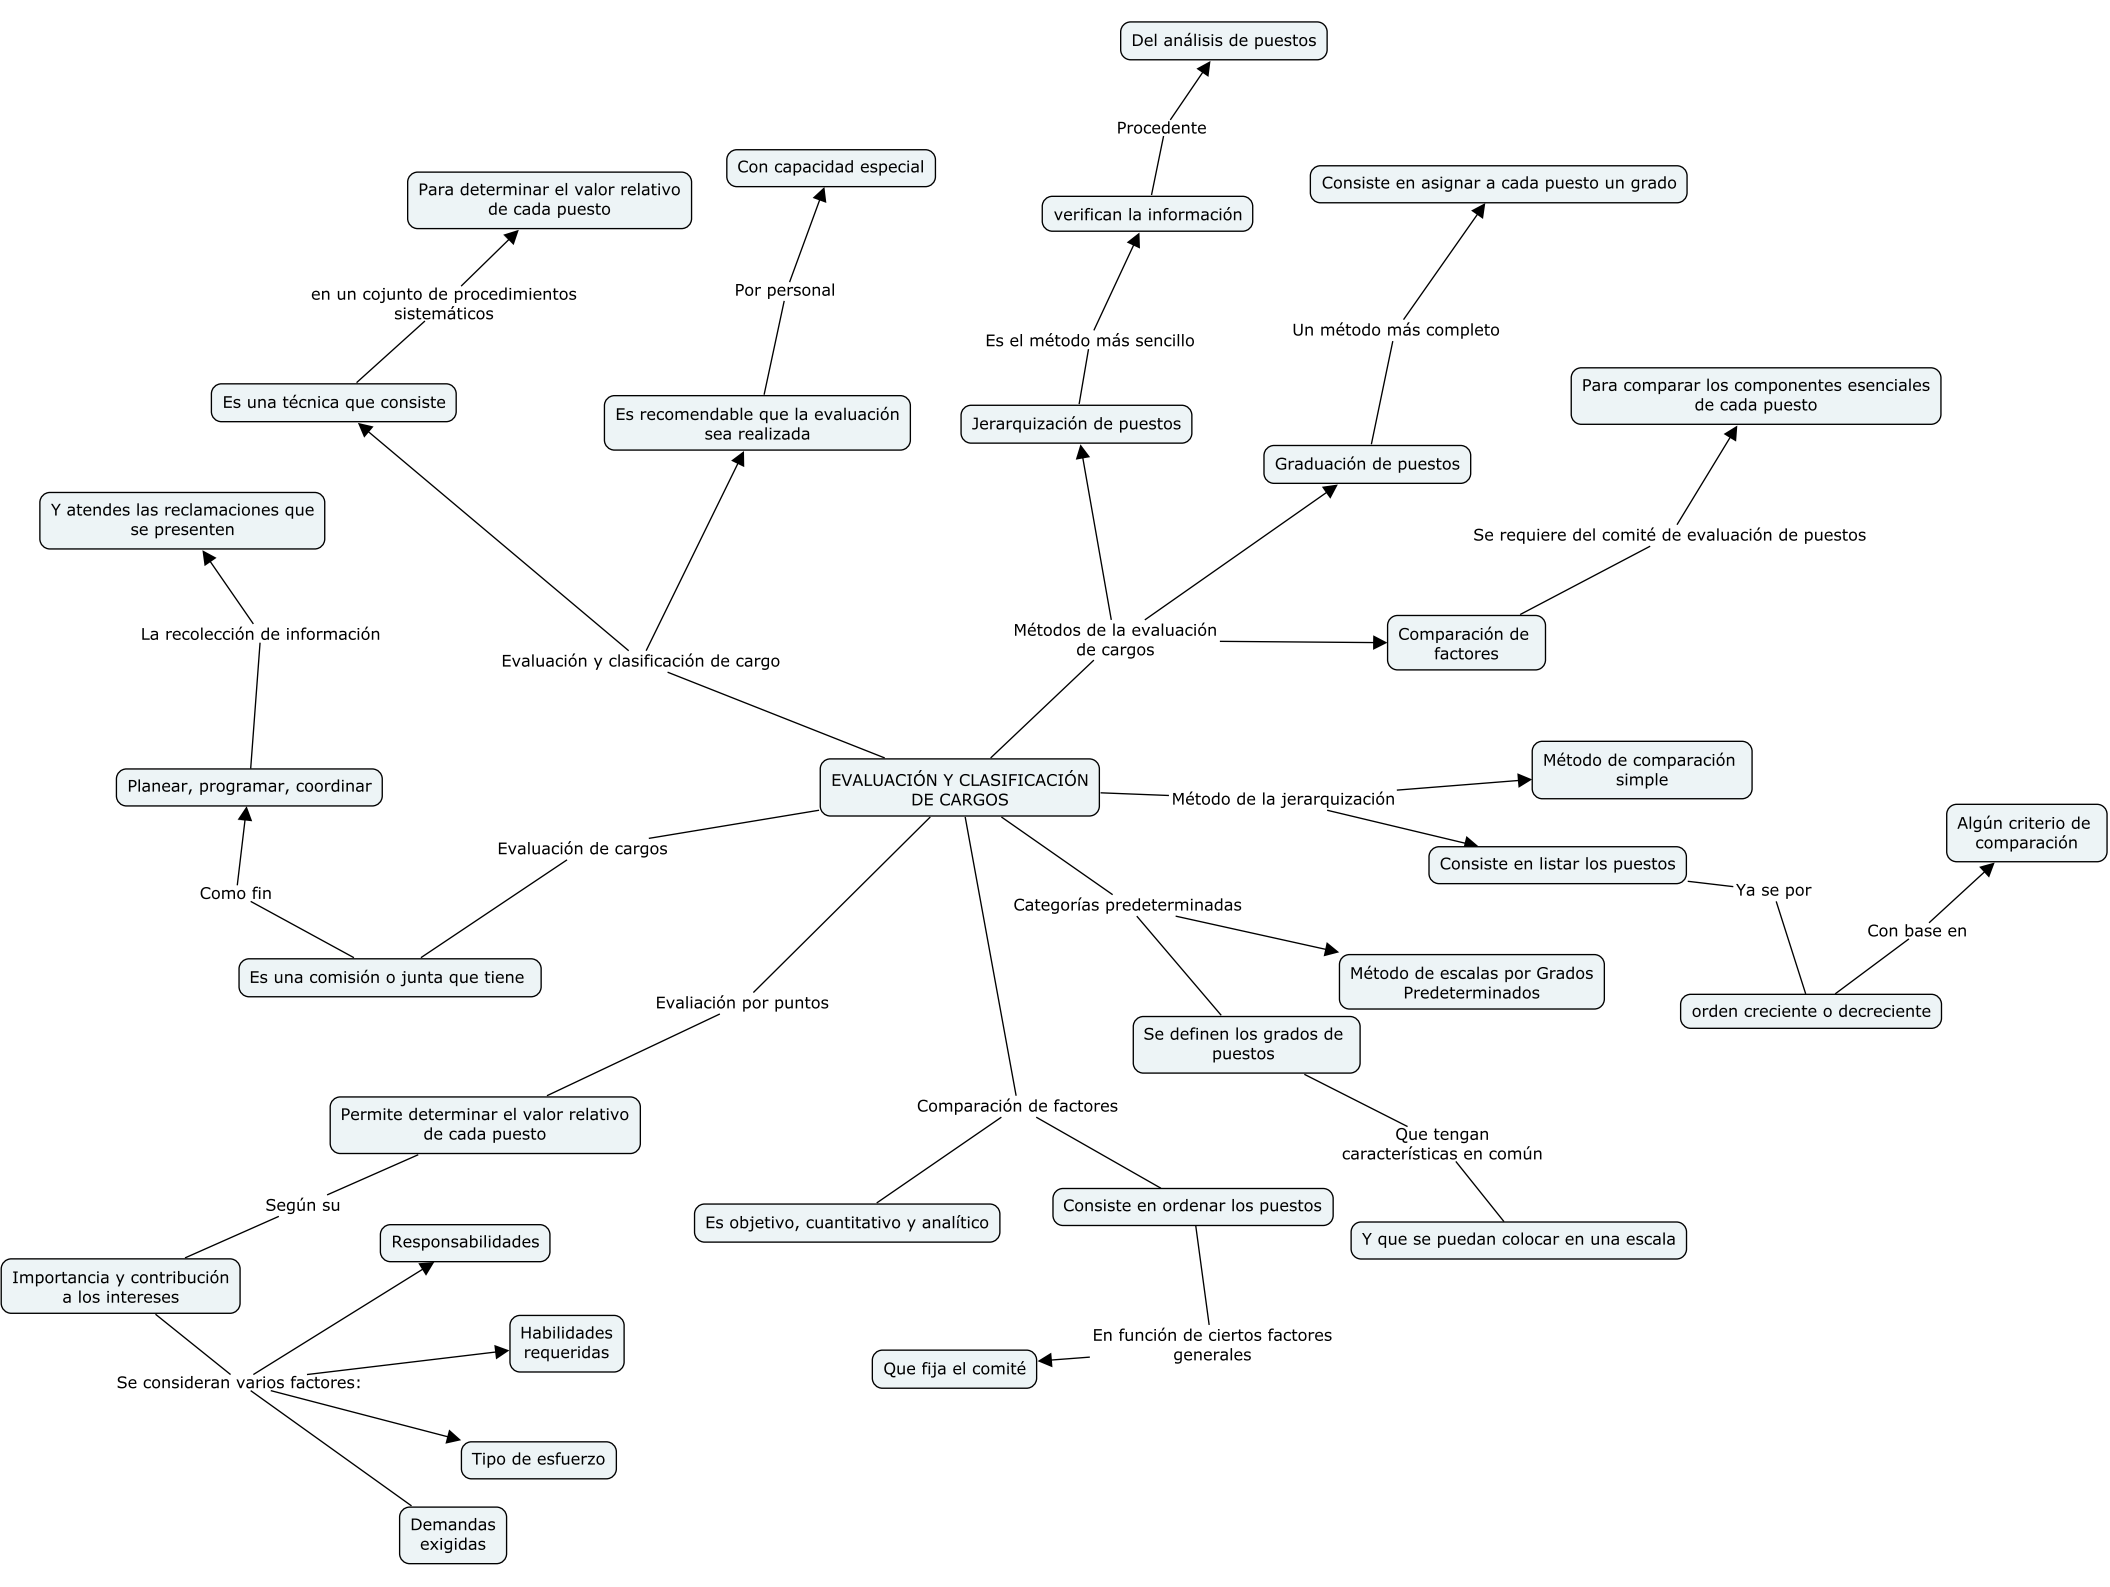 Del análisis de puestos
Procedente
Con capacidad especial
Para determinar el valor relativo
de cada puesto
verifican la información
Consiste en asignar a cada puesto un grado
en un cojunto de procedimientos
sistemáticos
Por personal
Es el método más sencillo
Un método más completo
Es una técnica que consiste
Es recomendable que la evaluación
sea realizada
Jerarquización de puestos
Graduación de puestos
Para comparar los componentes esenciales
de cada puesto
Y atendes las reclamaciones que
se presenten
Se requiere del comité de evaluación de puestos
La recolección de información
Evaluación y clasificación de cargo
Métodos de la evaluación
de cargos
Comparación de
factores
Planear, programar, coordinar
EVALUACIÓN Y CLASIFICACIÓN
DE CARGOS
Método de la jerarquización
Método de comparación
simple
Evaluación de cargos
Consiste en listar los puestos
Algún criterio de
comparación
Como fin
Categorías predeterminadas
Ya se por
Con base en
Es una comisión o junta que tiene
Evaliación por puntos
Método de escalas por Grados
Predeterminados
orden creciente o decreciente
Se definen los grados de
puestos
Permite determinar el valor relativo
de cada puesto
Comparación de factores
Que tengan
características en común
Según su
Es objetivo, cuantitativo y analítico
Consiste en ordenar los puestos
Y que se puedan colocar en una escala
Importancia y contribución
a los intereses
Responsabilidades
Habilidades
requeridas
En función de ciertos factores
generales
Que fija el comité
Se consideran varios factores:
Tipo de esfuerzo
Demandas
exigidas